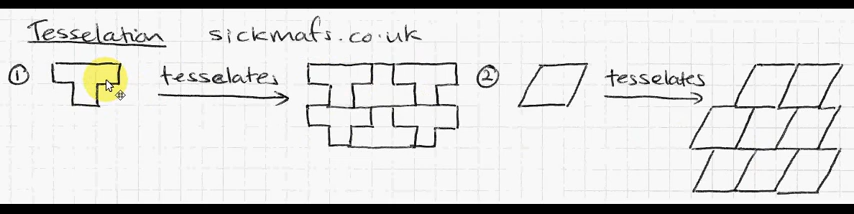 Tesselation sickmafs.co.uk
① tesselates ② tesselates